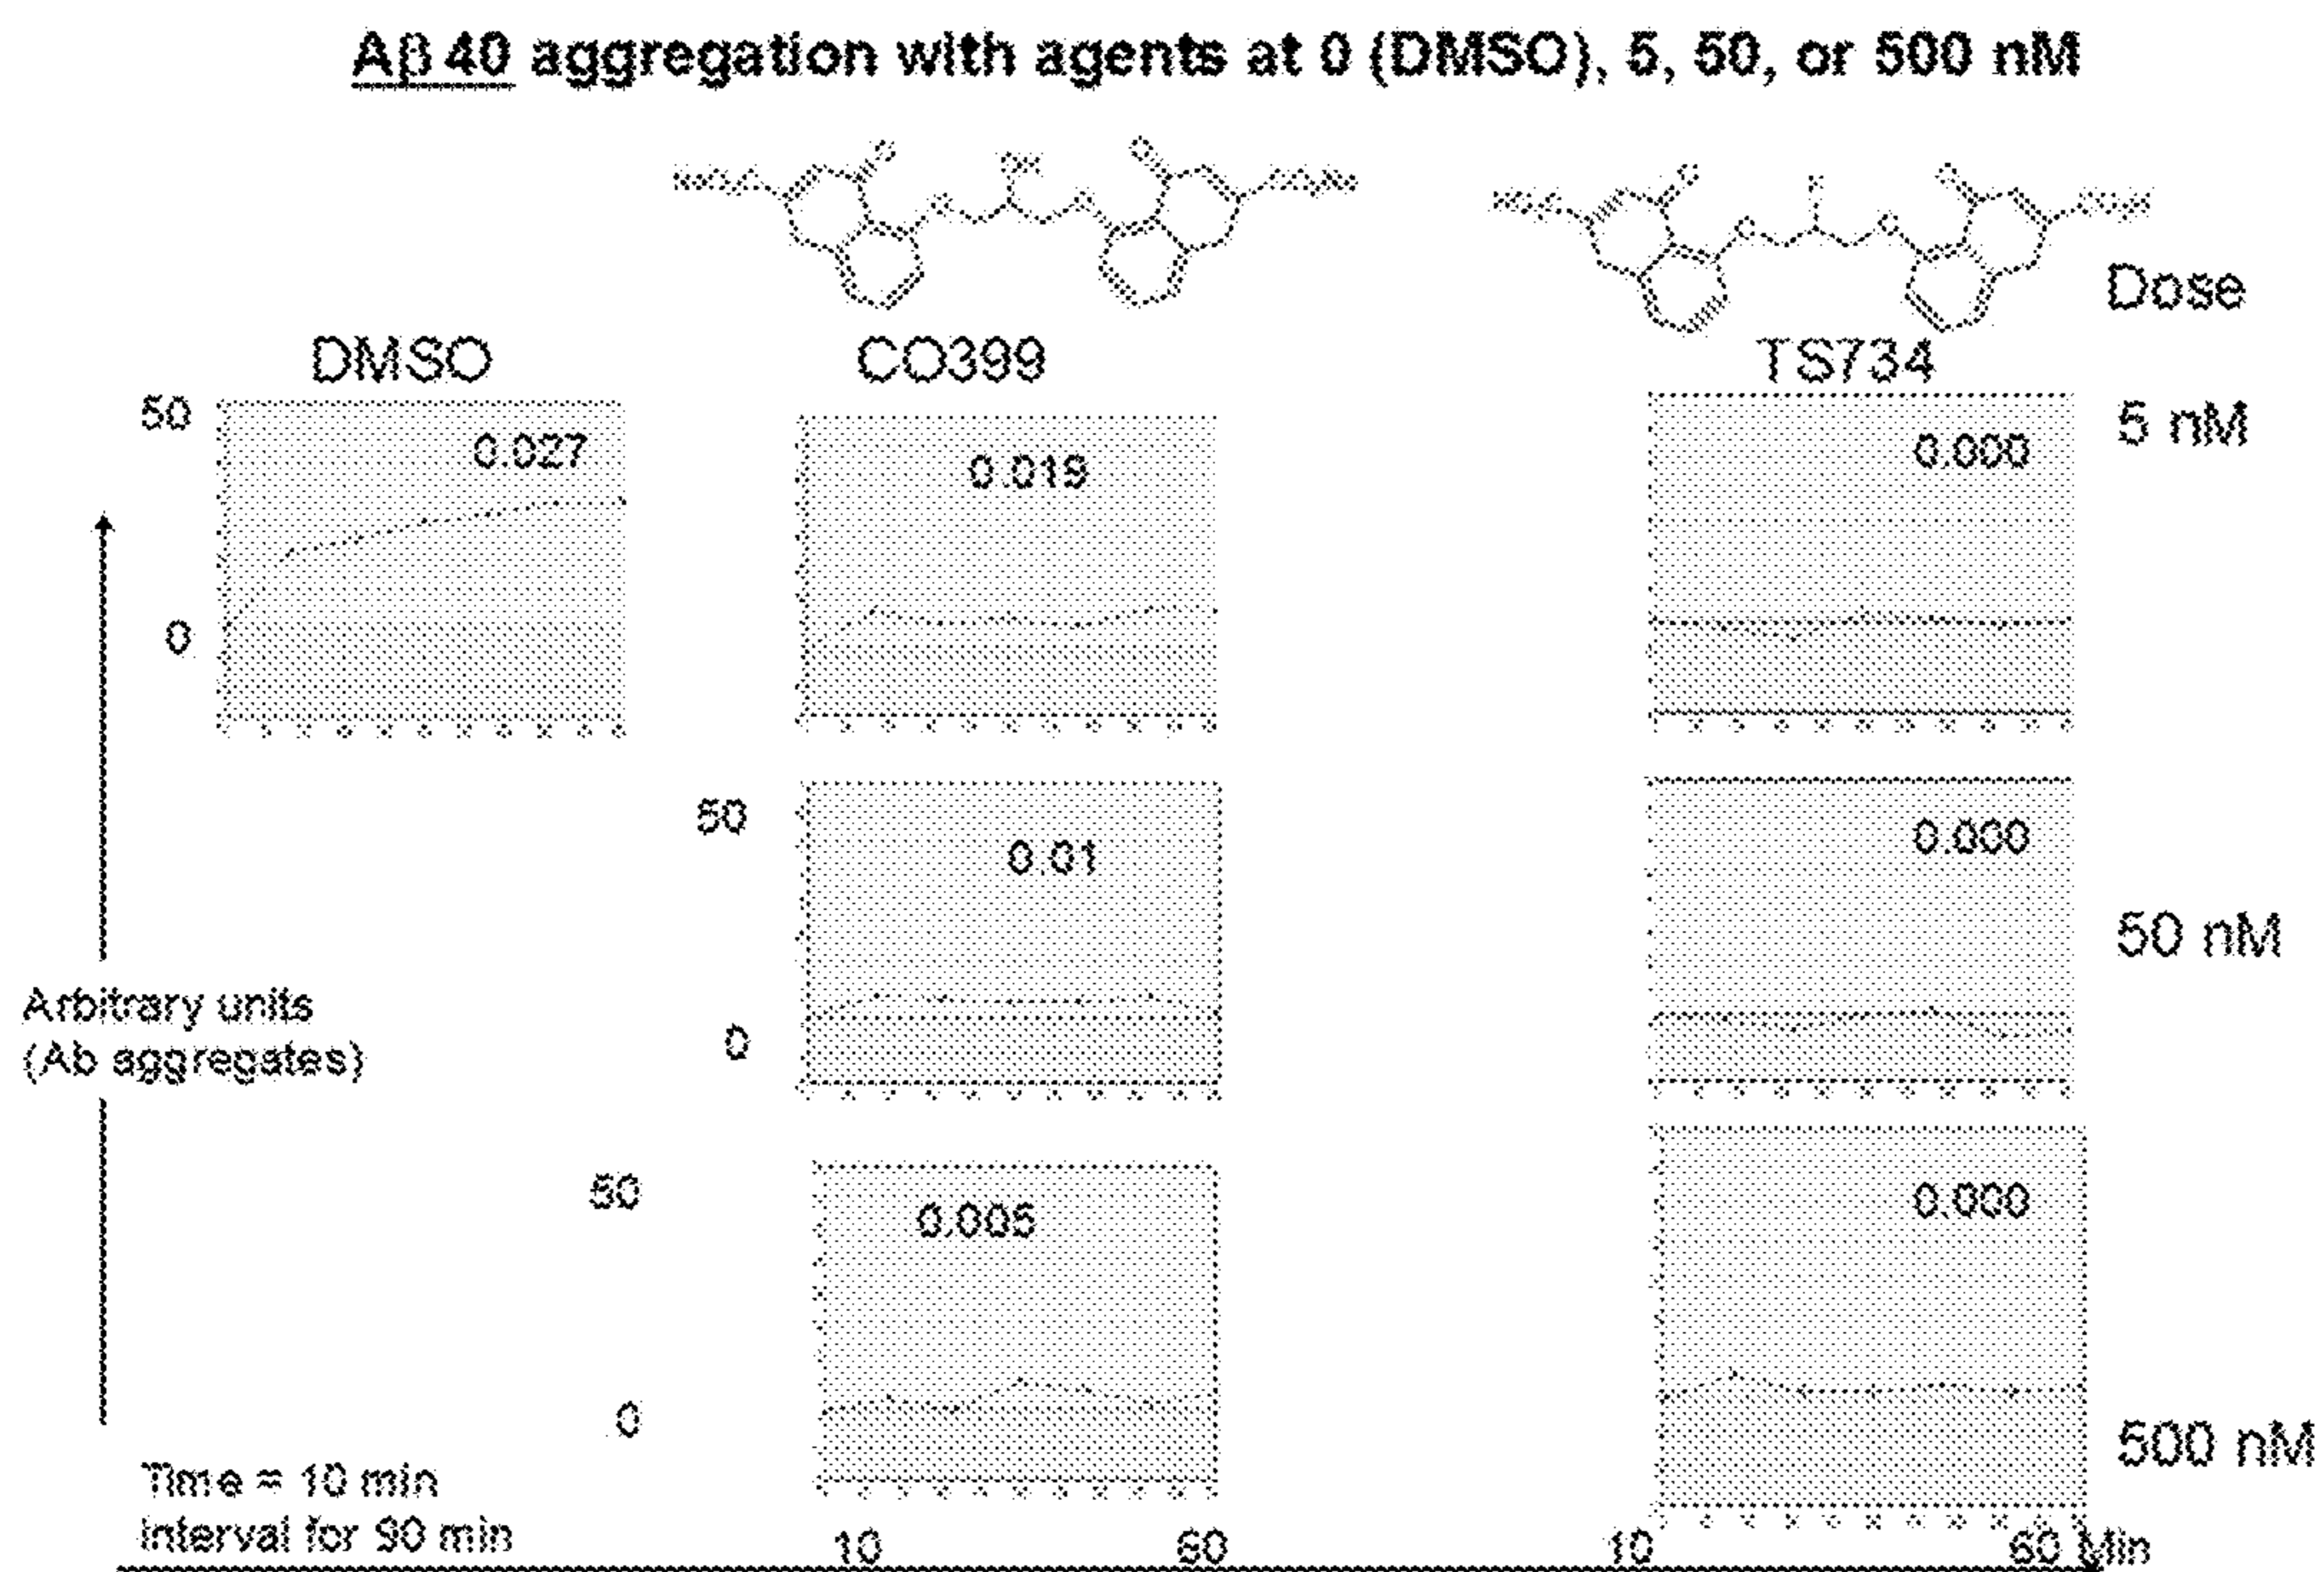 Aβ 40 aggregation with agents at 0 (DMSO), 5, 50, or 500 nM
Dose
DMSO
CO399
TS734
50
0.027
0.019
0.000
5 nM
0
50
0.01
0.000
50 nM
Arbitrary units
(Ab aggregates)
0
50
0.005
0.000
0
500 nM
Time = 10 min
interval for 90 min
10
60
10
60 Min